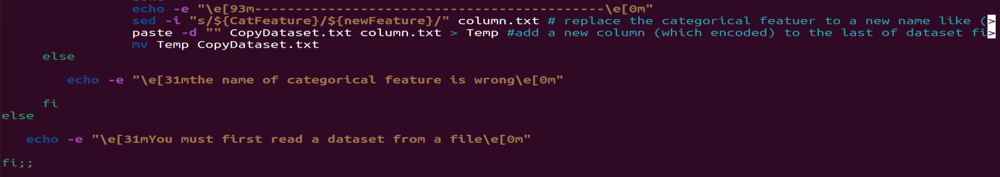 echo -e "\e[93m-------------------------------------------\e[0m"
sed -i "s/${CatFeature}/${newFeature}/" column.txt # replace the categorical featuer to a new name like (>
paste -d "" CopyDataset.txt column.txt > Temp #add a new column (which encoded) to the last of dataset fi>
mv Temp CopyDataset.txt
else
echo -e "\e[31mthe name of categorical feature is wrong\e[0m"
fi
else
echo -e "\e[31mYou must first read a dataset from a file\e[0m"
fi;;